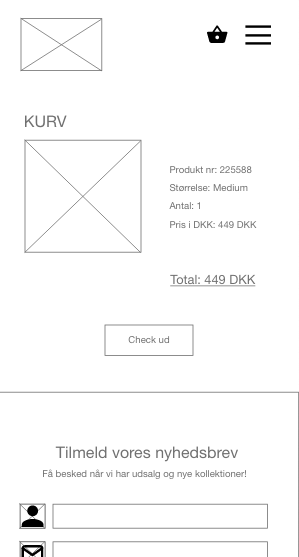 KURV
Produkt nr: 225588
Størrelse: Medium
Antal: 1
Pris i DKK: 449 DKK
Total: 449 DKK
Check ud
Tilmeld vores nyhedsbrev
Få besked når vi har udsalg og nye kollektioner!